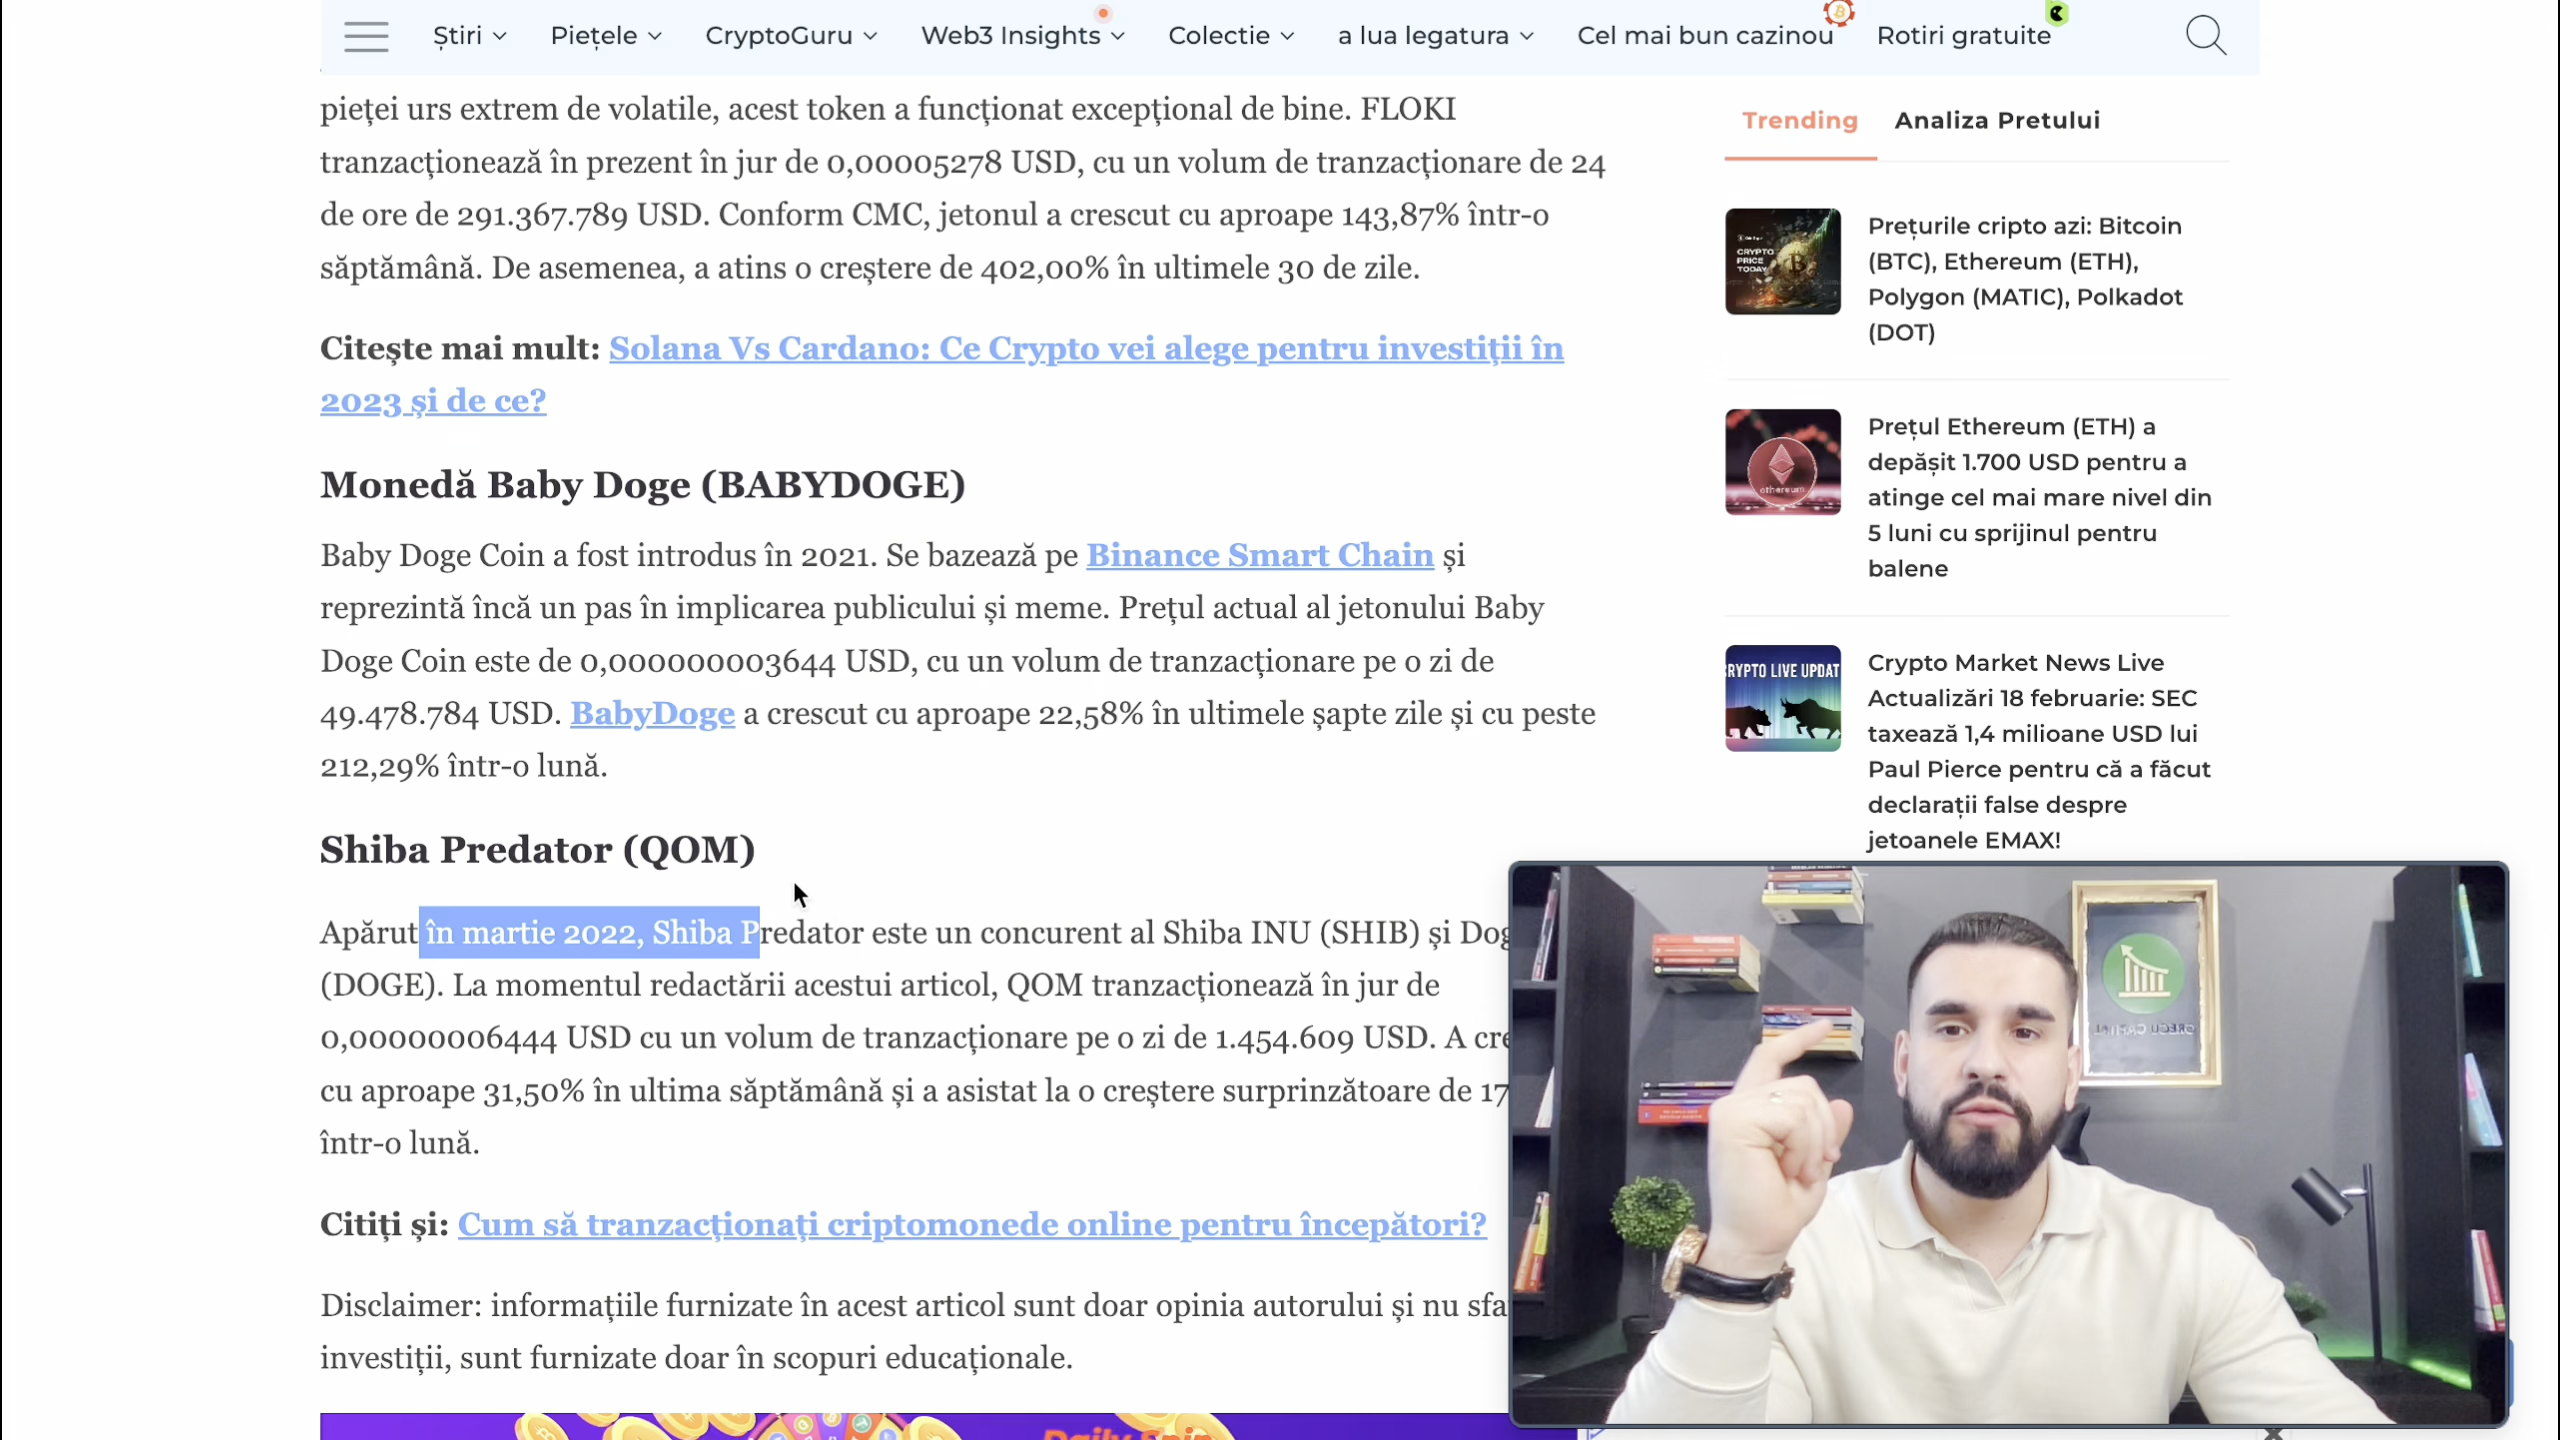 Știri
Piețele
CryptoGuru
Web3 Insights
Colectie
a lua legatura
Cel mai bun cazinou
Rotiri gratuite
pieței urs extrem de volatile, acest token a funcționat excepțional de bine. FLOKI
tranzacționează în prezent în jur de 0,00005278 USD, cu un volum de tranzacționare de 24
de ore de 291.367.789 USD. Conform CMC, jetonul a crescut cu aproape 143,87% într-o
săptămână. De asemenea, a atins o creștere de 402,00% în ultimele 30 de zile.
Citește mai mult: Solana Vs Cardano: Ce Crypto vei alege pentru investiții în
2023 și de ce?
Monedă Baby Doge (BABYDOGE)
Baby Doge Coin a fost introdus în 2021. Se bazează pe Binance Smart Chain și
reprezintă încă un pas în implicarea publicului și meme. Prețul actual al jetonului Baby
Doge Coin este de 0,000000003644 USD, cu un volum de tranzacționare pe o zi de
49.478.784 USD. BabyDoge a crescut cu aproape 22,58% în ultimele șapte zile și cu peste
212,29% într-o lună.
Shiba Predator (QOM)
Apărut în martie 2022, Shiba Predator este un concurent al Shiba INU (SHIB) și Dog
(DOGE). La momentul redactării acestui articol, QOM tranzacționează în jur de
0,00000006444 USD cu un volum de tranzacționare pe o zi de 1.454.609 USD. A cre
cu aproape 31,50% în ultima săptămână și a asistat la o creștere surprinzătoare de 17
într-o lună.
Citiți și: Cum să tranzacționați criptomonede online pentru începători?
Disclaimer: informațiile furnizate în acest articol sunt doar opinia autorului și nu sfa
investiții, sunt furnizate doar în scopuri educaționale.
Daily Spin
Trending
Analiza Pretului
CRYPTO
PRICE
TODAY
Prețurile cripto azi: Bitcoin
(BTC), Ethereum (ETH),
Polygon (MATIC), Polkadot
(DOT)
ethereum
Prețul Ethereum (ETH) a
depășit 1.700 USD pentru a
atinge cel mai mare nivel din
5 luni cu sprijinul pentru
balene
RYPTO LIVE UPDAT
Crypto Market News Live
Actualizări 18 februarie: SEC
taxează 1,4 milioane USD lui
Paul Pierce pentru că a făcut
declarații false despre
jetoanele EMAX!